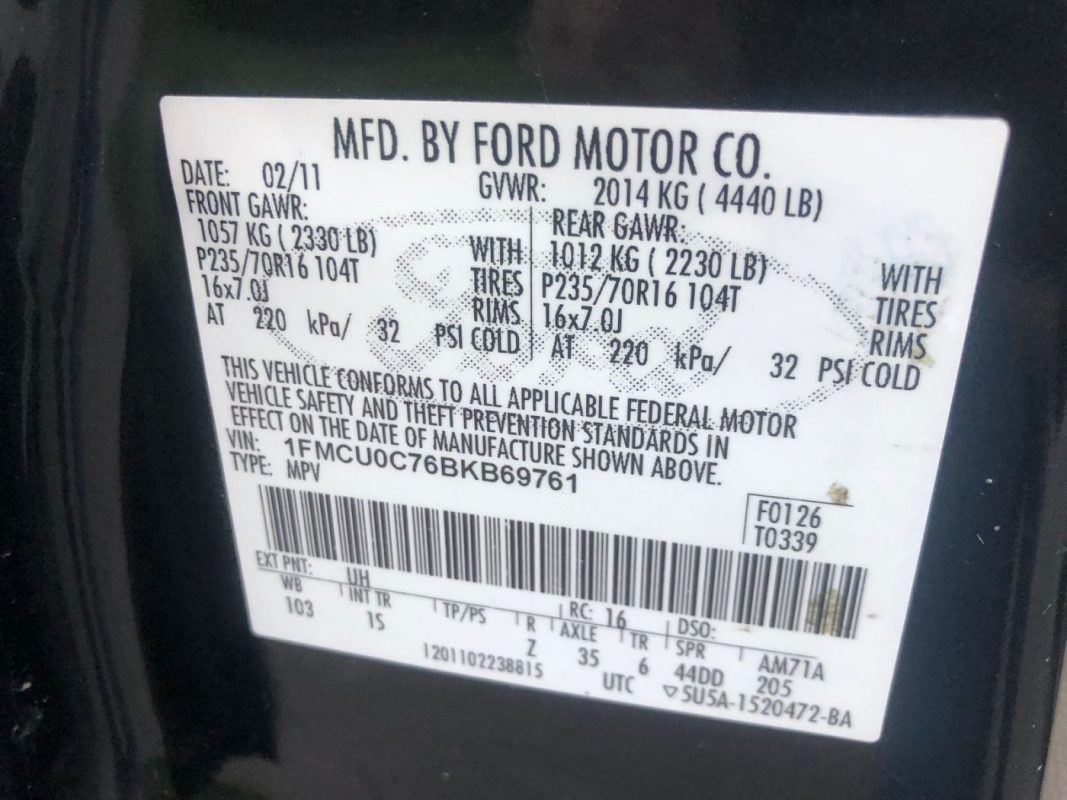 MFD. BY FORD MOTOR CO.
DATE: 02/11 GVWR: 2014 KG ( 4440 LB)
FRONT GAWR: REAR GAWR:
1057 KG ( 2330 LB) WITH 1012 KG ( 2230 LB) WITH
P235/70R16 104T TIRES P235/70R16 104T TIRES
16x7.0J RIMS 16x7.0J RIMS
AT 220 kPa/ 32 PSI COLD AT 220 kPa/ 32 PSI COLD
THIS VEHICLE CONFORMS TO ALL APPLICABLE FEDERAL MOTOR
VEHICLE SAFETY AND THEFT PREVENTION STANDARDS IN
EFFECT ON THE DATE OF MANUFACTURE SHOWN ABOVE.
VIN: 1FMCU0C76BKB69761
TYPE: MPV
F0126
T0339
EXT PNT: UH RC: 16 DSO:
WB INT TR TP/PS R AXLE TR SPR AM71A
103 15 Z 35 6 44DD 205
1201102238815 UTC ▽5U5A-1520472-BA